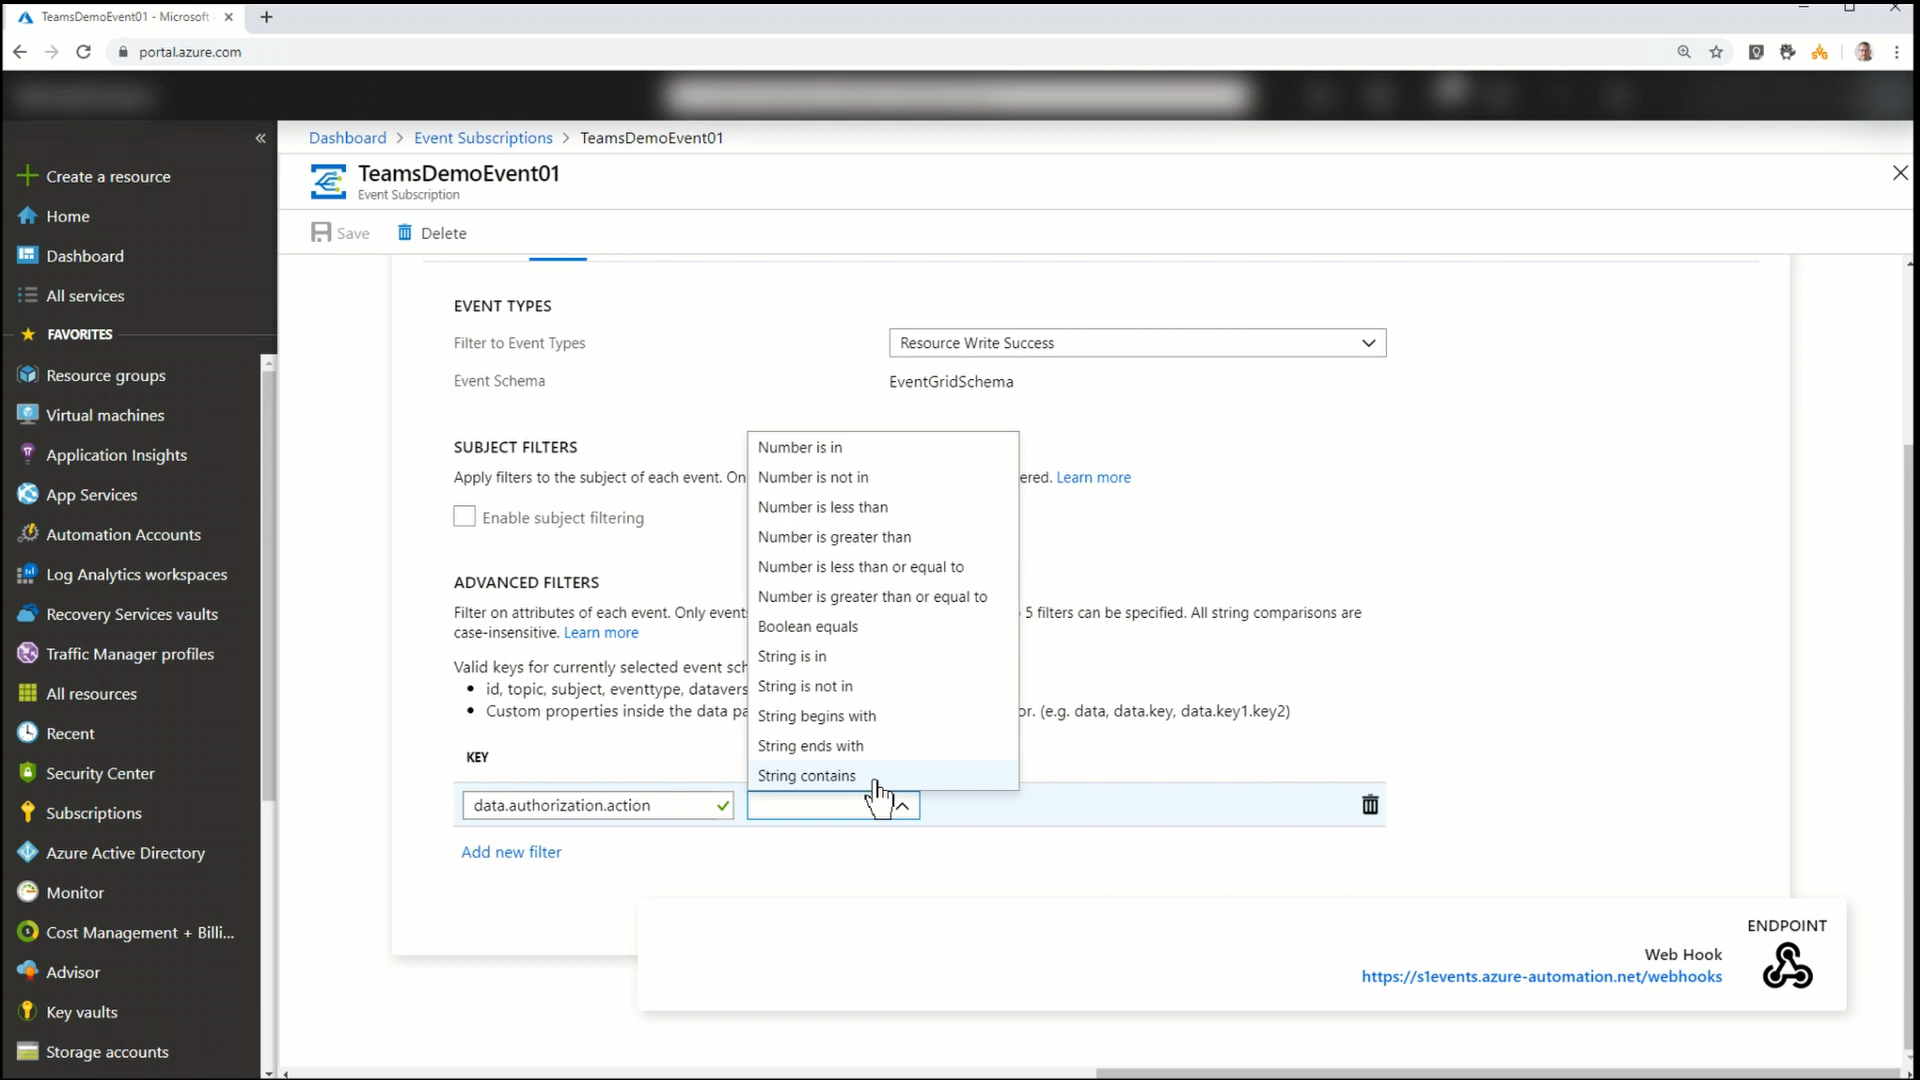 TeamsDemoEvent01 - Microsoft
portal.azure.com
Dashboard > Event Subscriptions > TeamsDemoEvent01
TeamsDemoEvent01
Event Subscription
Save Delete
Create a resource
Home
Dashboard
All services
FAVORITES
Resource groups
Virtual machines
Application Insights
App Services
Automation Accounts
Log Analytics workspaces
Recovery Services vaults
Traffic Manager profiles
All resources
Recent
Security Center
Subscriptions
Azure Active Directory
Monitor
Cost Management + Billi...
Advisor
Key vaults
Storage accounts
EVENT TYPES
Filter to Event Types Resource Write Success
Event Schema EventGridSchema
SUBJECT FILTERS
Apply filters to the subject of each event. On ered. Learn more
Enable subject filtering
ADVANCED FILTERS
Filter on attributes of each event. Only event 5 filters can be specified. All string comparisons are
case-insensitive. Learn more
Valid keys for currently selected event sch
• id, topic, subject, eventtype, datavers
• Custom properties inside the data pa or. (e.g. data, data.key, data.key1.key2)
KEY
data.authorization.action
Number is in
Number is not in
Number is less than
Number is greater than
Number is less than or equal to
Number is greater than or equal to
Boolean equals
String is in
String is not in
String begins with
String ends with
String contains
Add new filter
ENDPOINT
Web Hook
https://s1events.azure-automation.net/webhooks